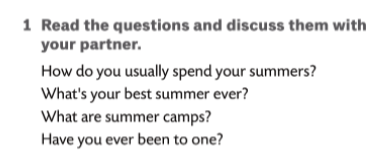 1 Read the questions and discuss them with
your partner.
How do you usually spend your summers?
What's your best summer ever?
What are summer camps?
Have you ever been to one?